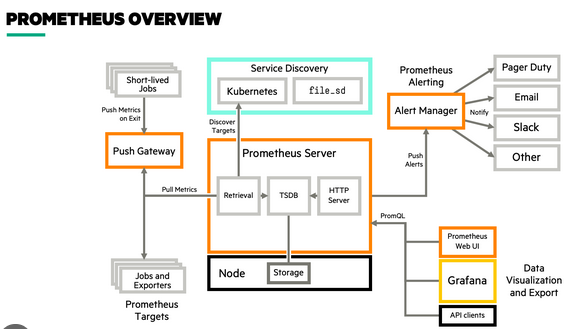 PROMETHEUS OVERVIEW
Short-lived
Jobs
Push Metrics
on Exit
Push Gateway
Pull Metrics
Jobs and
Exporters
Prometheus
Targets
Service Discovery
Kubernetes
file_sd
Discover
Targets
Prometheus Server
Retrieval
TSDB
HTTP
Server
Node
Storage
Prometheus
Alerting
Alert Manager
Push
Alerts
Notify
Pager Duty
Email
Slack
Other
PromQL
Prometheus
Web UI
Grafana
API clients
Data
Visualization
and Export